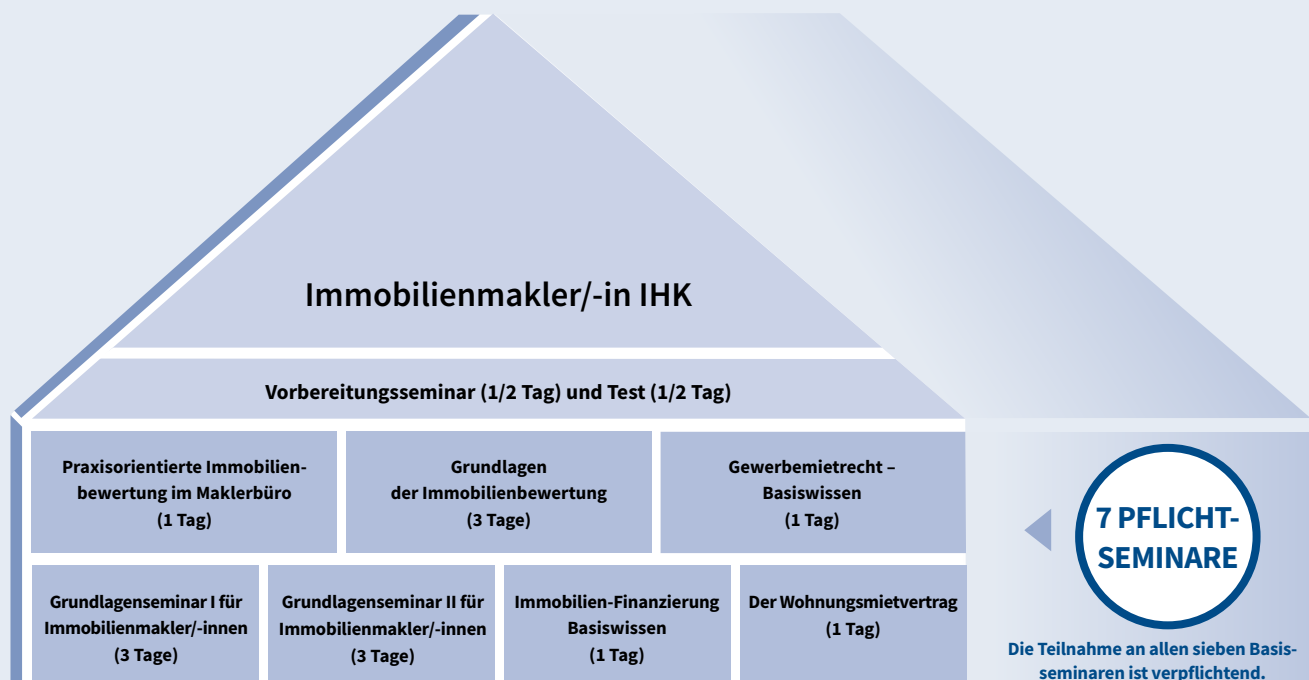 Immobilienmakler/-in IHK
Vorbereitungsseminar (1/2 Tag) und Test (1/2 Tag)
Praxisorientierte Immobilien-
bewertung im Maklerbüro
(1 Tag)
Grundlagen
der Immobilienbewertung
(3 Tage)
Gewerbemietrecht –
Basiswissen
(1 Tag)
Grundlagenseminar I für
Immobilienmakler/-innen
(3 Tage)
Grundlagenseminar II für
Immobilienmakler/-innen
(3 Tage)
Immobilien-Finanzierung
Basiswissen
(1 Tag)
Der Wohnungsmietvertrag
(1 Tag)
7 PFLICHT-
SEMINARE
Die Teilnahme an allen sieben Basis-
seminaren ist verpflichtend.